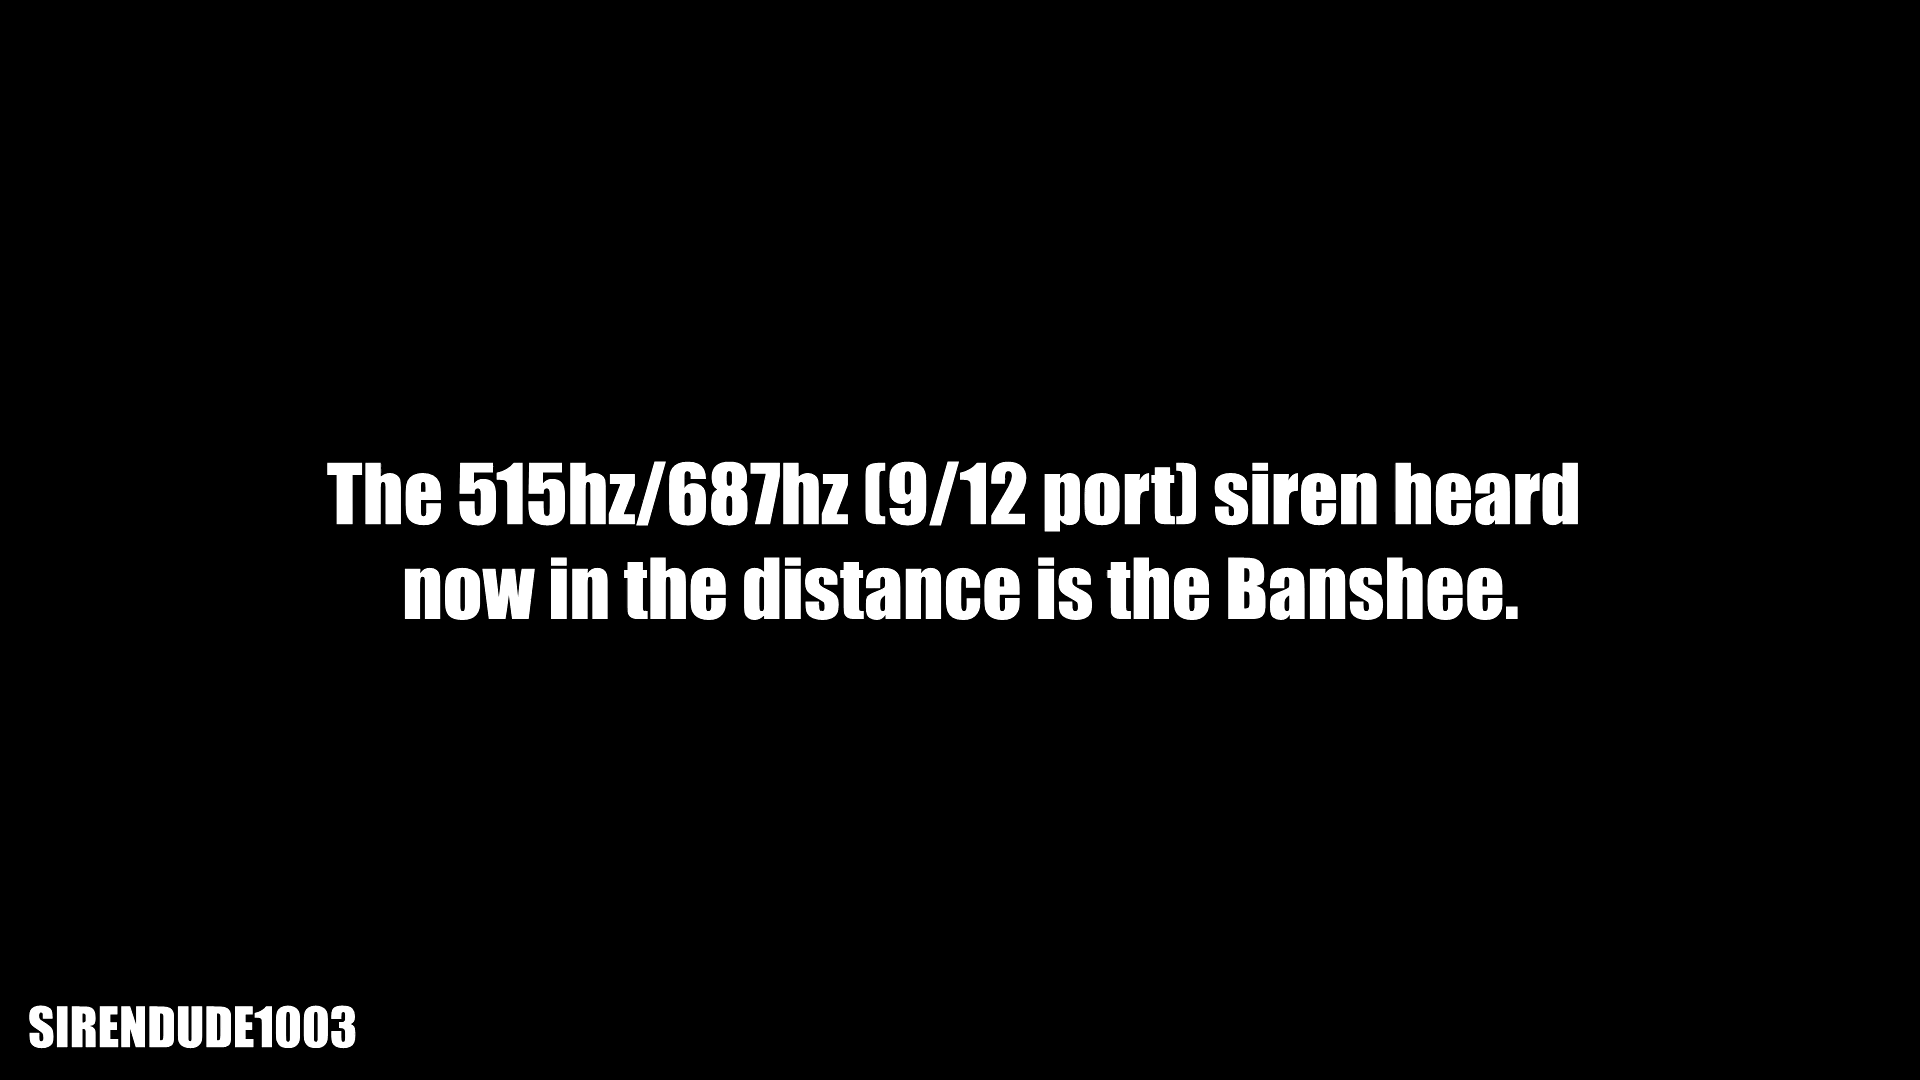 The 515hz/687hz (9/12 port) siren heard
now in the distance is the Banshee.
SIRENDUDE1003